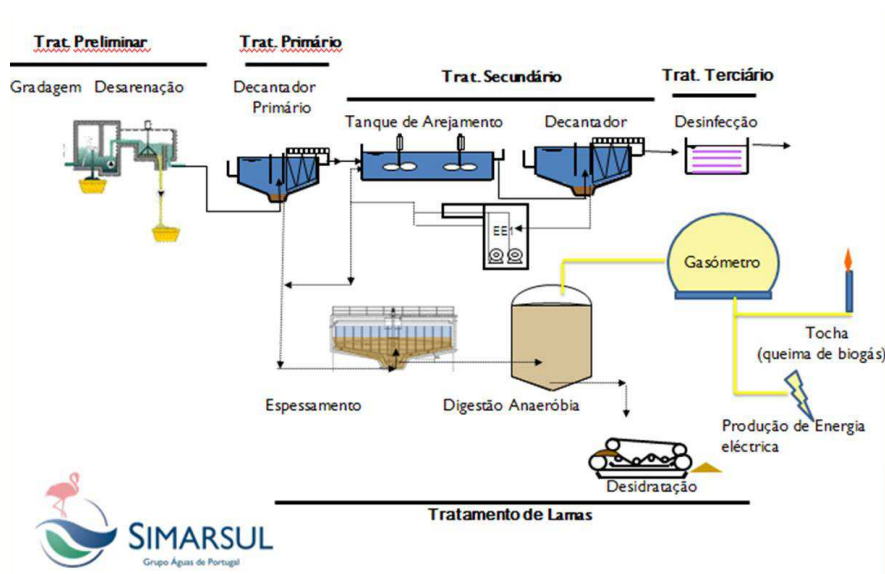 Trat. Preliminar
Trat. Primário
Trat. Secundário
Trat. Terciário
Gradagem Desarenação
Decantador
Primário
Tanque de Arejamento
Decantador
Desinfecção
EE1
Gasómetro
Tocha
(queima de biogás)
Espessamento
Digestão Anaeróbia
Produção de Energia
eléctrica
Desidratação
Tratamento de Lamas
SIMARSUL
Grupo Águas de Portugal